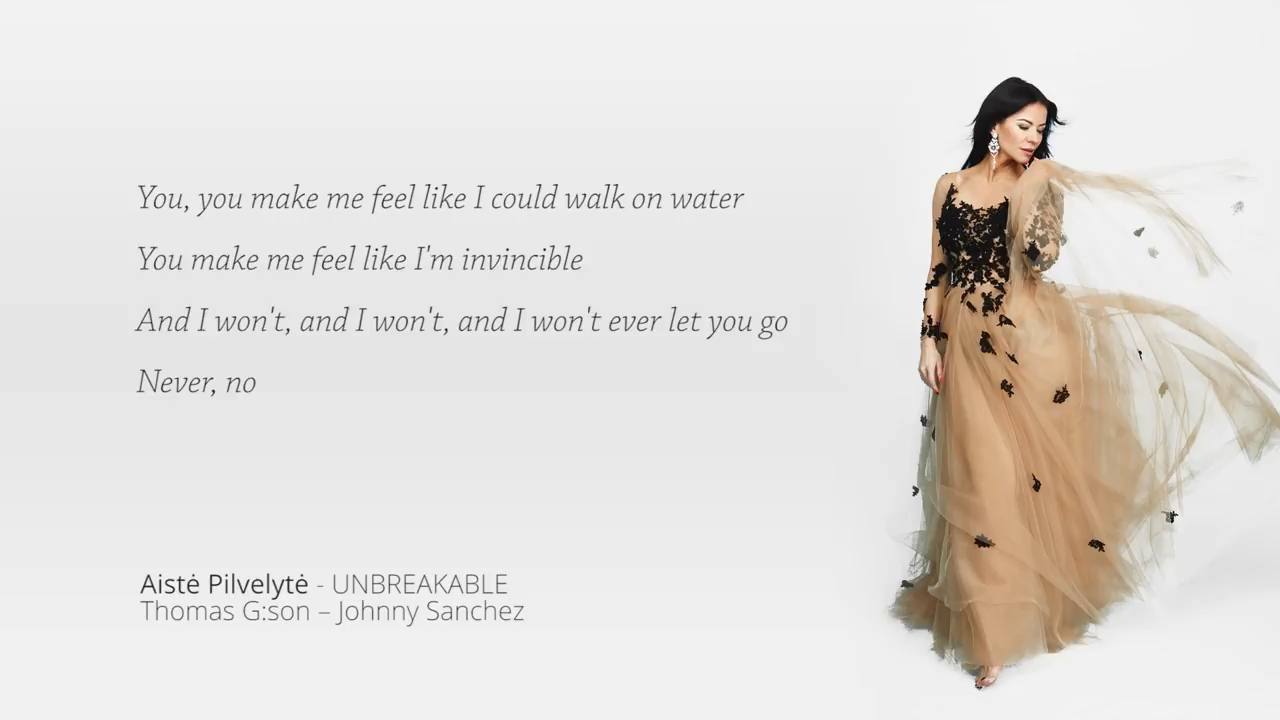 You, you make me feel like I could walk on water
You make me feel like I'm invincible
And I won't, and I won't, and I won't ever let you go
Never, no
Aistė Pilvelytė - UNBREAKABLE
Thomas G:son – Johnny Sanchez